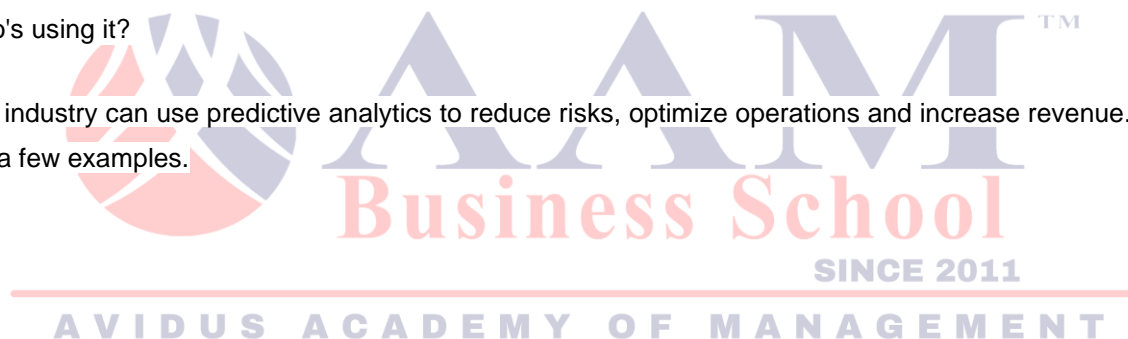 o's using it?
TM
AAM
industry can use predictive analytics to reduce risks, optimize operations and increase revenue.
a few examples.
Business School
SINCE 2011
AVIDUS ACADEMY OF MANAGEMENT